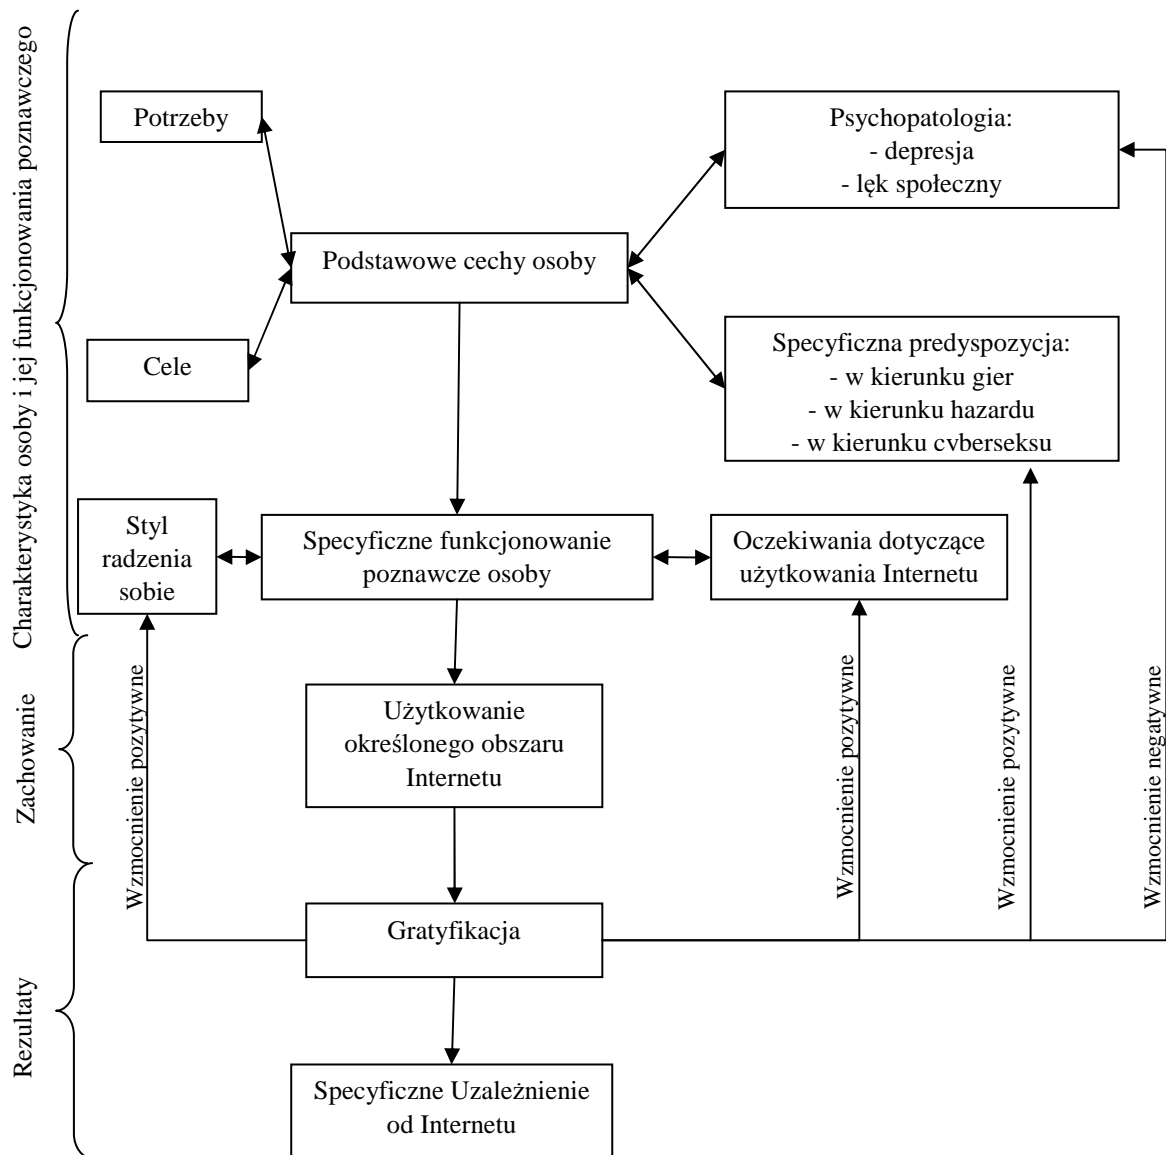 Charakterystyka osoby i jej funkcjonowania poznawczego
Potrzeby
Psychopatologia:
- depresja
- lęk społeczny
Podstawowe cechy osoby
Cele
Specyficzna predyspozycja:
- w kierunku gier
- w kierunku hazardu
- w kierunku cyberseksu
Styl
radzenia
sobie
Specyficzne funkcjonowanie
poznawcze osoby
Oczekiwania dotyczące
użytkowania Internetu
Zachowanie
Wzmocnienie pozytywne
Użytkowanie
określonego obszaru
Internetu
Wzmocnienie pozytywne
Wzmocnienie pozytywne
Wzmocnienie negatywne
Rezultaty
Gratyfikacja
Specyficzne Uzależnienie
od Internetu